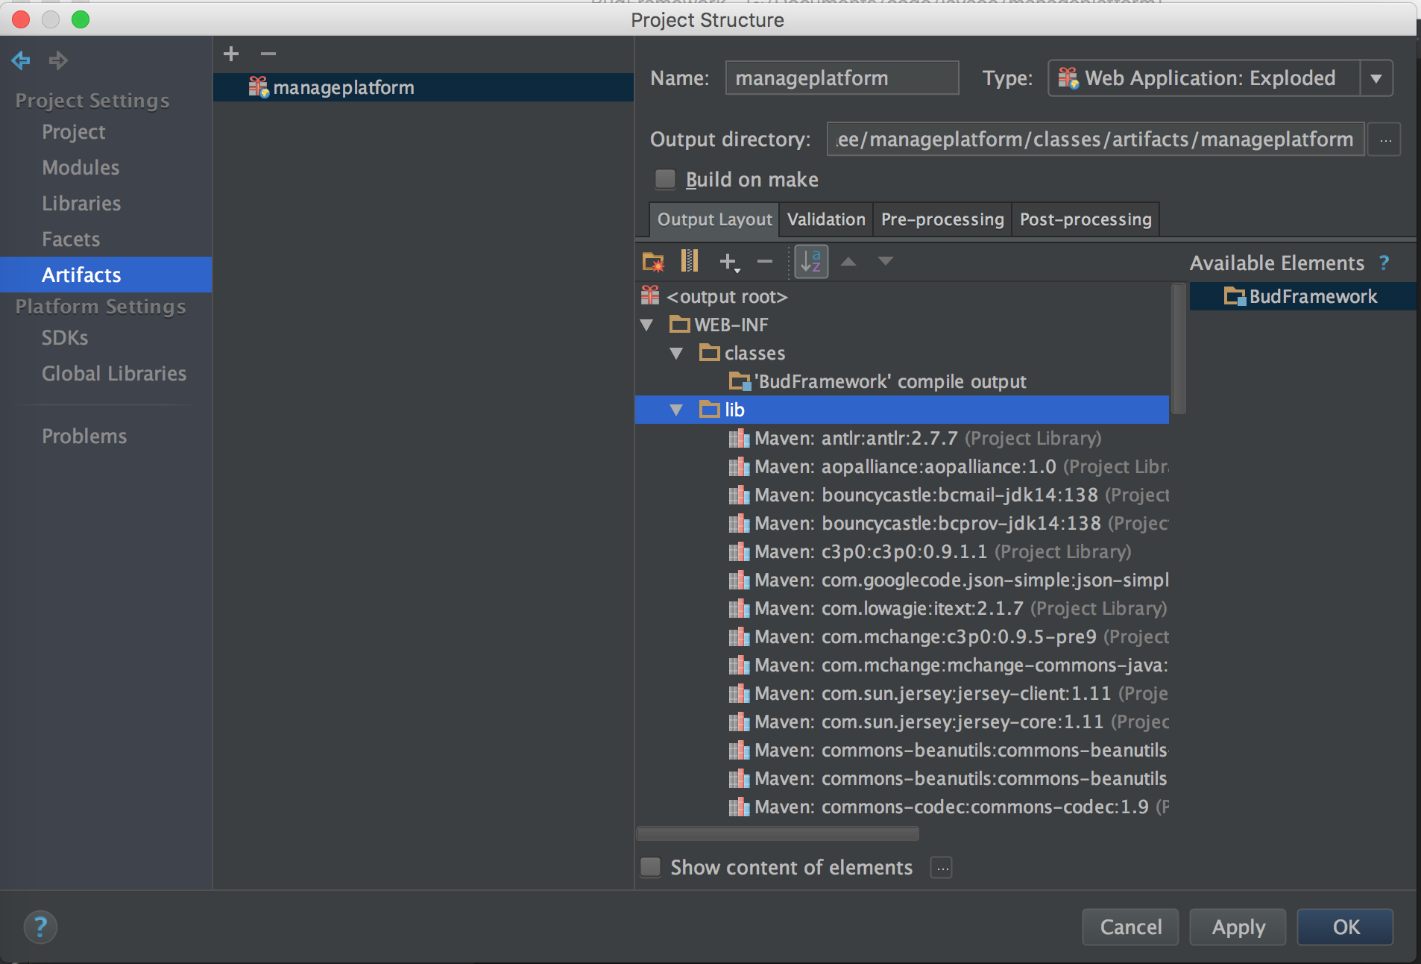 Project Structure
Project Settings
Project
Modules
Libraries
Facets
Artifacts
Platform Settings
SDKs
Global Libraries
Problems
manageplatform
Name: manageplatform Type: Web Application: Exploded
Output directory: ee/manageplatform/classes/artifacts/manageplatform ...
Build on make
Output Layout Validation Pre-processing Post-processing
Available Elements ?
<output root>
BudFramework
WEB-INF
classes
'BudFramework' compile output
lib
Maven: antlr:antlr:2.7.7 (Project Library)
Maven: aopalliance:aopalliance:1.0 (Project Libr
Maven: bouncycastle:bcmail-jdk14:138 (Project
Maven: bouncycastle:bcprov-jdk14:138 (Projec
Maven: c3p0:c3p0:0.9.1.1 (Project Library)
Maven: com.googlecode.json-simple:json-simpl
Maven: com.lowagie:itext:2.1.7 (Project Library)
Maven: com.mchange:c3p0:0.9.5-pre9 (Project
Maven: com.mchange:mchange-commons-java:
Maven: com.sun.jersey:jersey-client:1.11 (Proje
Maven: com.sun.jersey:jersey-core:1.11 (Projec
Maven: commons-beanutils:commons-beanutils-
Maven: commons-beanutils:commons-beanutils
Maven: commons-codec:commons-codec:1.9 (P
Show content of elements ...
? Cancel Apply OK